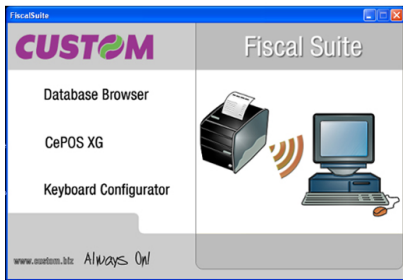 FiscalSuite
CUSTOM
Fiscal Suite
Database Browser
CePOS XG
Keyboard Configurator
www.custom.biz Always On!